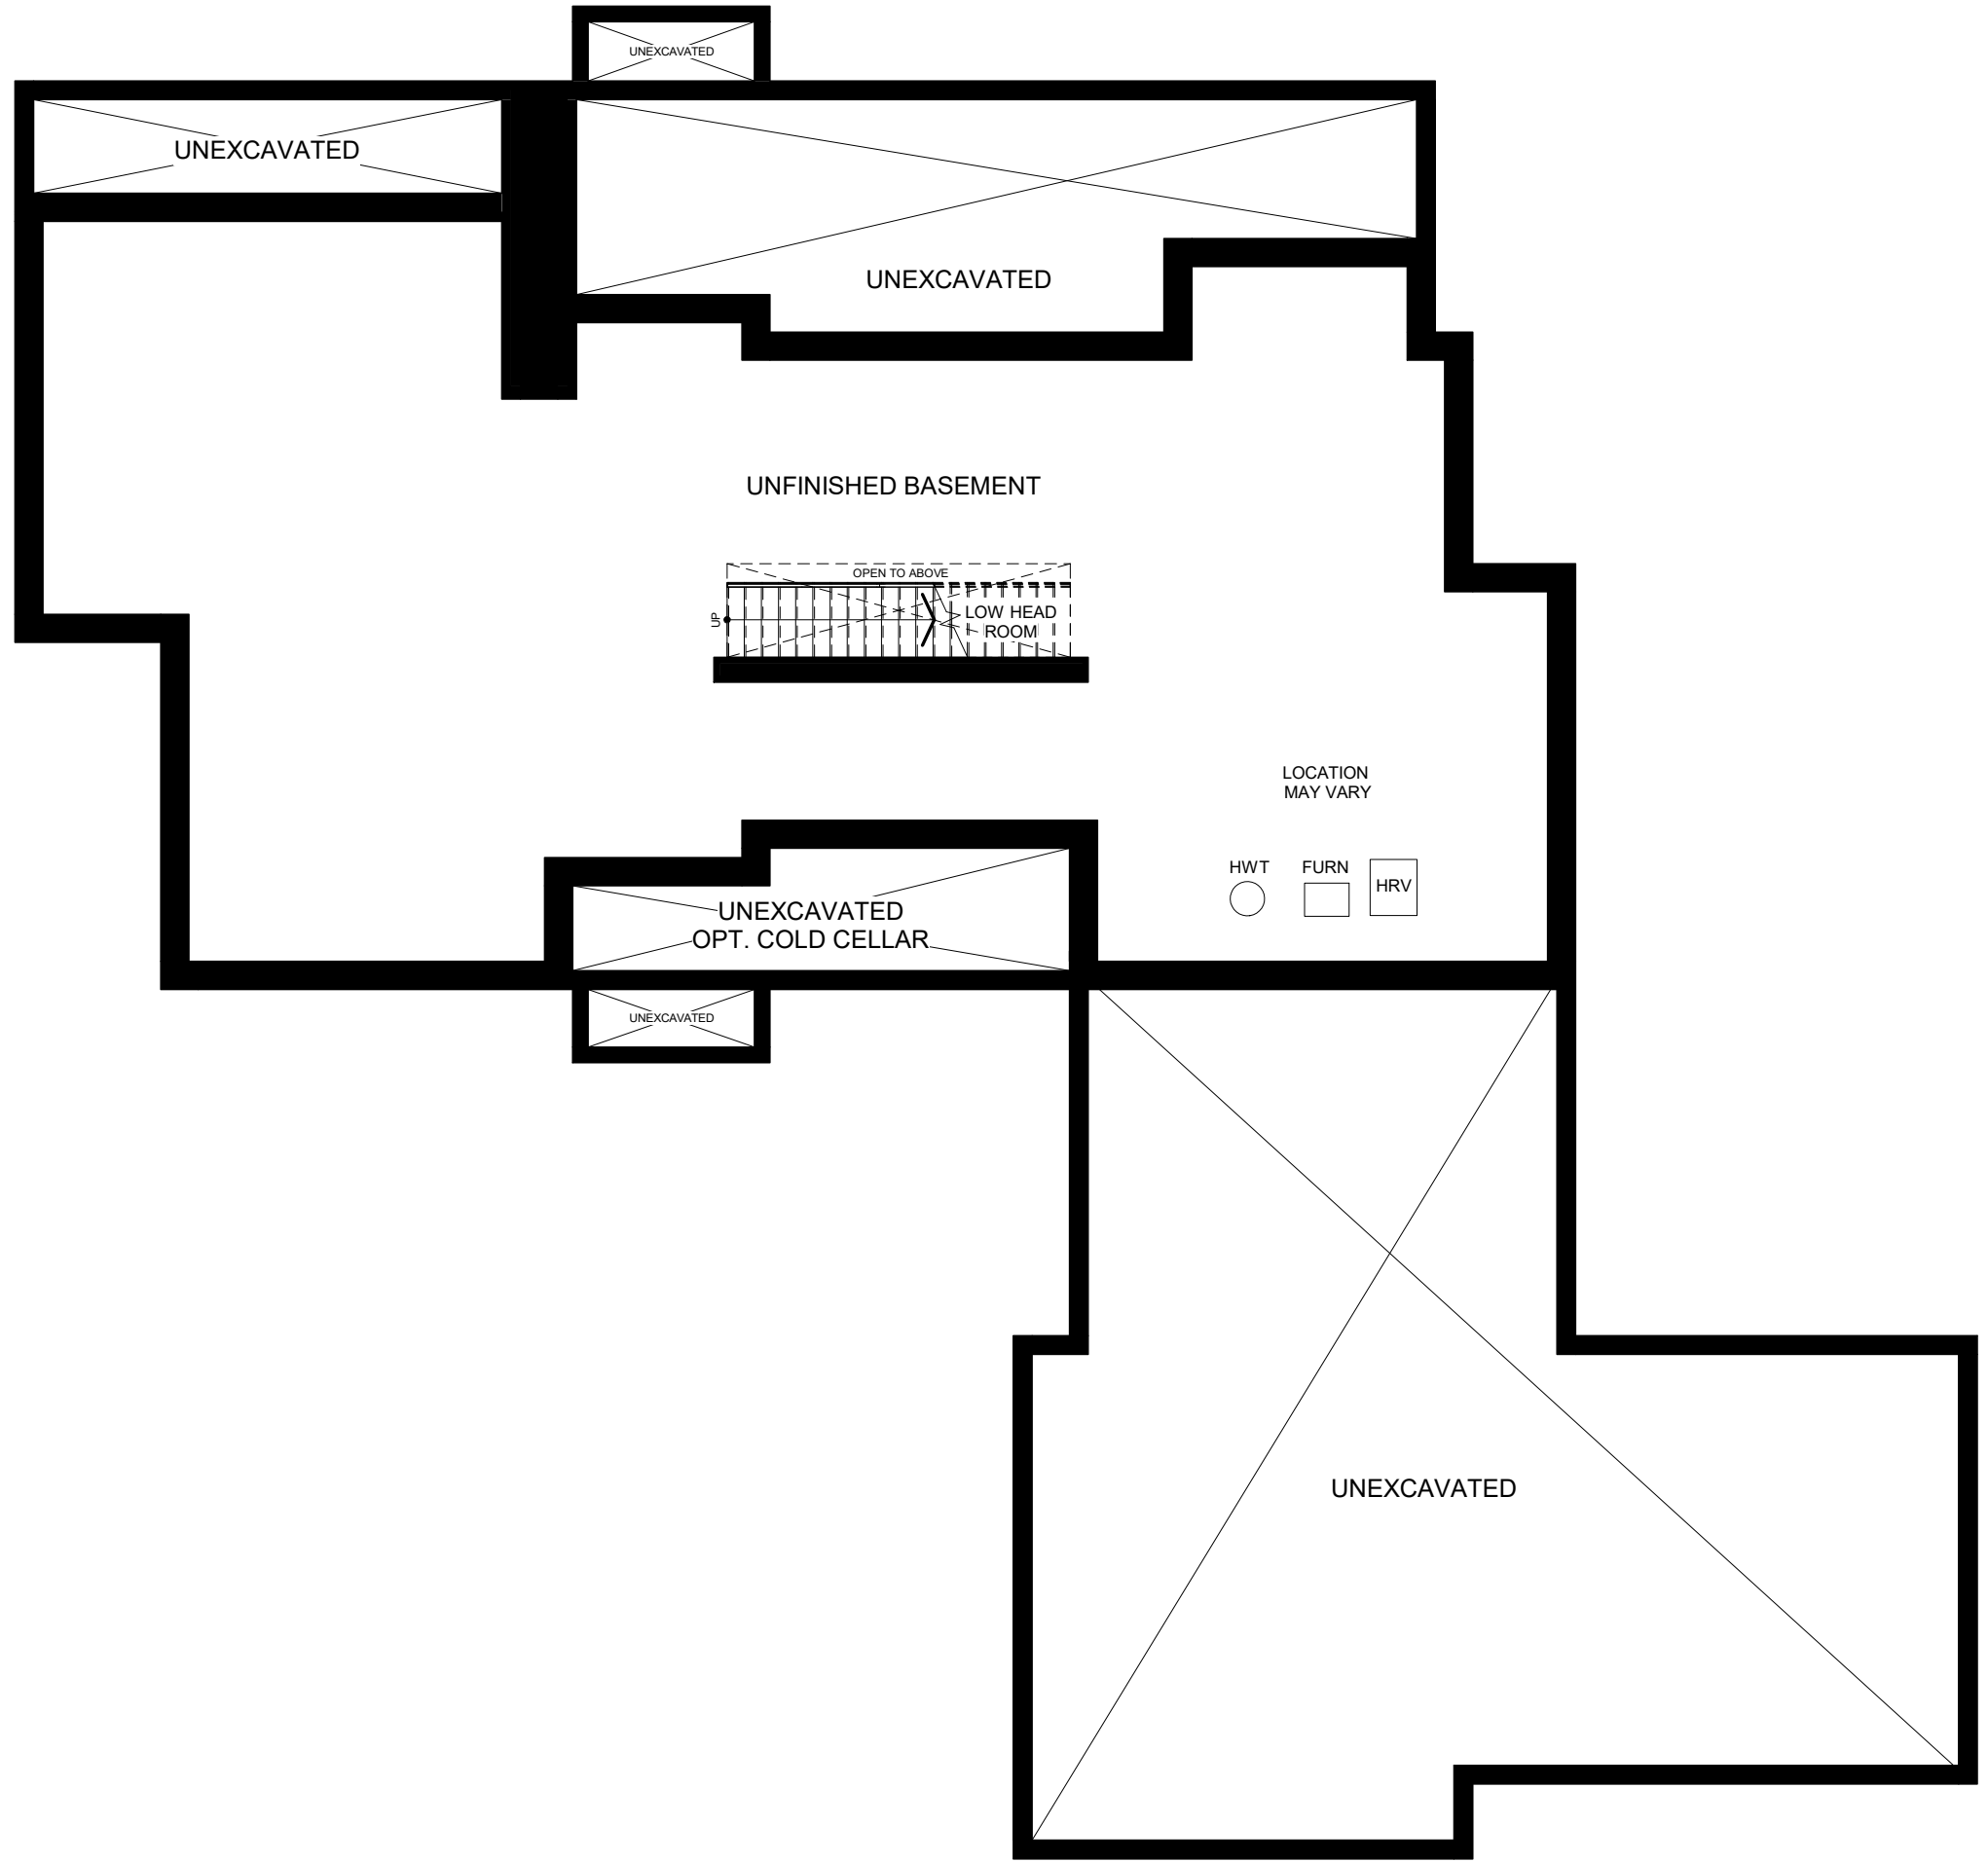 UNEXCAVATED
UNEXCAVATED
UNEXCAVATED
UNFINISHED BASEMENT
OPEN TO ABOVE
UP
LOW HEAD
ROOM
LOCATION
MAY VARY
HWT
FURN
HRV
UNEXCAVATED
OPT. COLD CELLAR
UNEXCAVATED
UNEXCAVATED